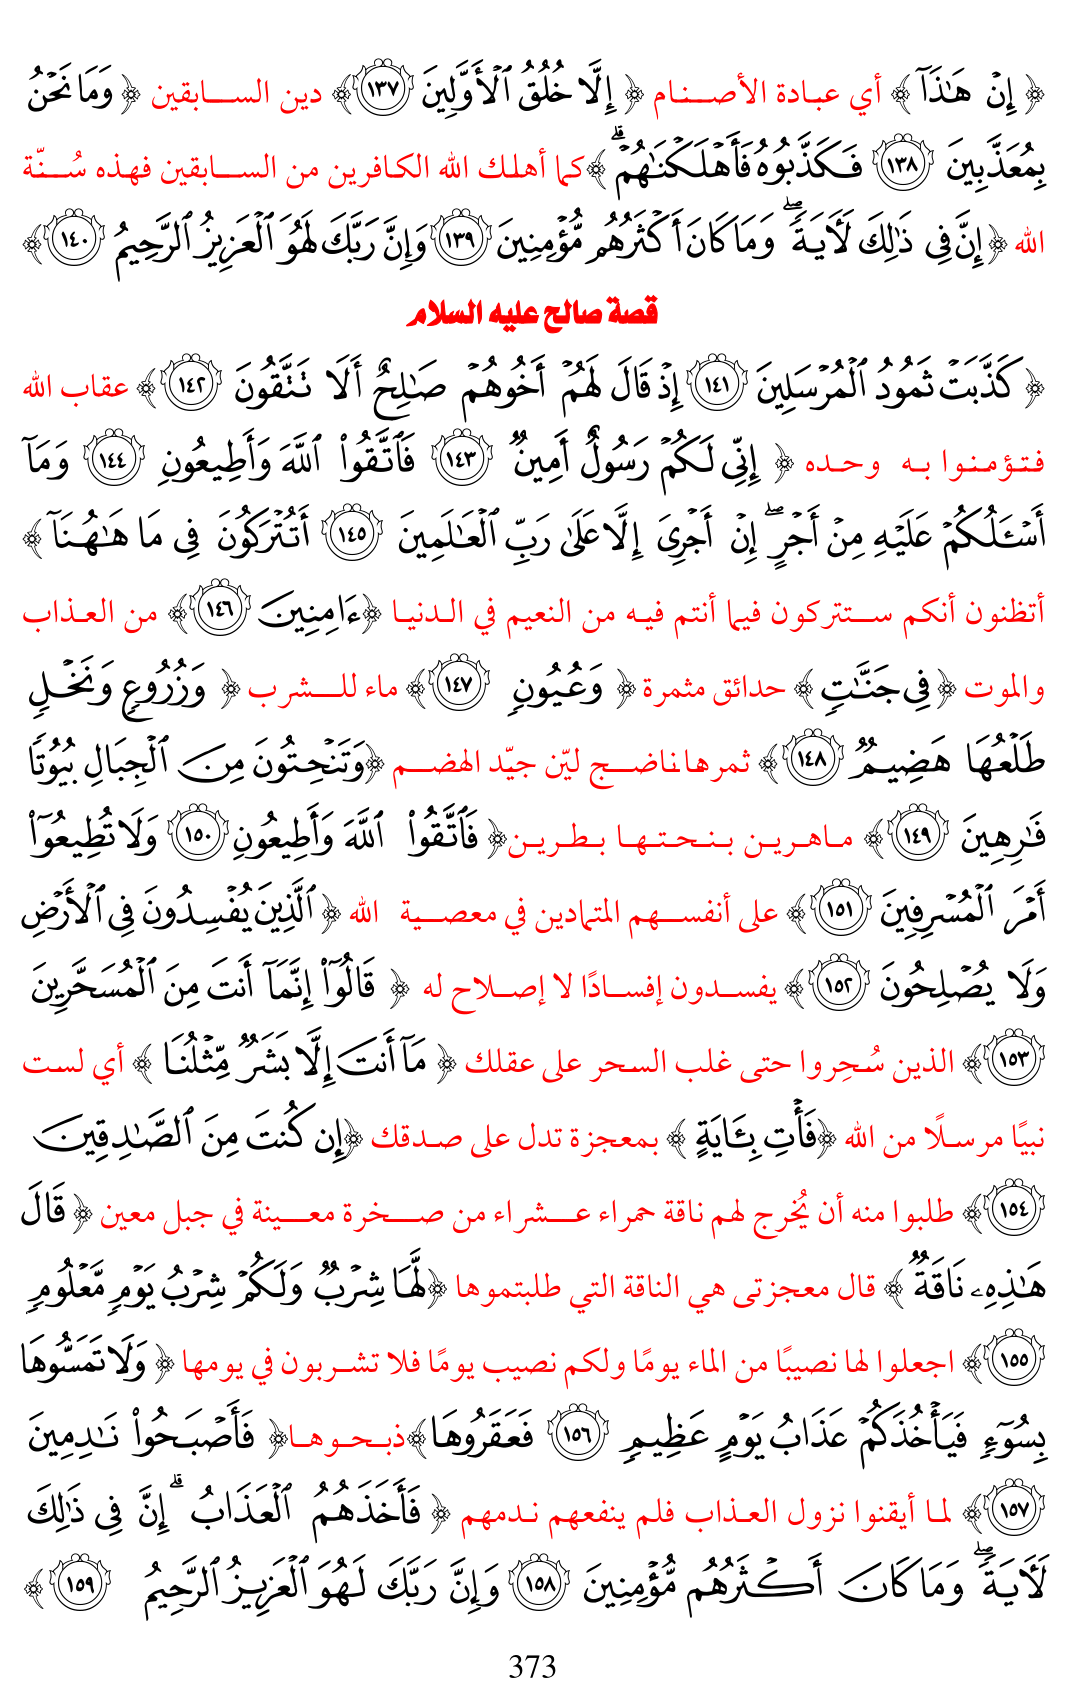 ﴿ إِنْ هَٰذَآ ﴾ أي عبادة الأصنام ﴿ إِلَّا خُلُقُ ٱلْأَوَّلِينَ ١٣٧﴾ دين السابقين ﴿ وَمَا نَحْنُ
بِمُعَذَّبِينَ ١٣٨ فَكَذَّبُوهُ فَأَهْلَكْنَٰهُمْ ۗ ﴾كما أهلك الله الكافرين من السابقين فهذه سُنّة
الله ﴿إِنَّ فِى ذَٰلِكَ لَءَايَةً ۖ وَمَا كَانَ أَكْثَرُهُم مُّؤْمِنِينَ ١٣٩ وَإِنَّ رَبَّكَ لَهُوَ ٱلْعَزِيزُ ٱلرَّحِيمُ ١٤٠﴾
قصة صالح عليه السلام
﴿ كَذَّبَتْ ثَمُودُ ٱلْمُرْسَلِينَ ١٤١ إِذْ قَالَ لَهُمْ أَخُوهُمْ صَٰلِحٌ أَلَا تَتَّقُونَ ١٤٢﴾ عقاب الله
فتؤمنوا به وحده ﴿ إِنِّى لَكُمْ رَسُولٌ أَمِينٌ ١٤٣ فَٱتَّقُوا۟ ٱللَّهَ وَأَطِيعُونِ ١٤٤ وَمَآ
أَسْـَٔلُكُمْ عَلَيْهِ مِنْ أَجْرٍ ۖ إِنْ أَجْرِىَ إِلَّا عَلَىٰ رَبِّ ٱلْعَٰلَمِينَ ١٤٥ أَتُتْرَكُونَ فِى مَا هَٰهُنَآ ﴾
أتظنون أنكم ستتركون فيما أنتم فيه من النعيم في الدنيا ﴿ءَامِنِينَ ١٤٦﴾ من العذاب
والموت ﴿فِى جَنَّٰتٍ﴾ حدائق مثمرة ﴿ وَعُيُونٍ ١٤٧﴾ ماء للشرب ﴿ وَزُرُوعٍ وَنَخْلٍ
طَلْعُهَا هَضِيمٌ ١٤٨﴾ ثمرها ناضج ليّن جيّد الهضم ﴿وَتَنْحِتُونَ مِنَ ٱلْجِبَالِ بُيُوتًا
فَٰرِهِينَ ١٤٩﴾ ماهرين بنحتها بطرين﴿ فَٱتَّقُوا۟ ٱللَّهَ وَأَطِيعُونِ ١٥٠ وَلَا تُطِيعُوٓا۟
أَمْرَ ٱلْمُسْرِفِينَ ١٥١﴾ على أنفسهم المتمادين في معصية الله ﴿ ٱلَّذِينَ يُفْسِدُونَ فِى ٱلْأَرْضِ
وَلَا يُصْلِحُونَ ١٥٢﴾ يفسدون إفسادًا لا إصلاح له ﴿ قَالُوٓا۟ إِنَّمَآ أَنتَ مِنَ ٱلْمُسَحَّرِينَ
١٥٣﴾ الذين سُحِروا حتى غلب السحر على عقلك ﴿ مَآ أَنتَ إِلَّا بَشَرٌ مِّثْلُنَا ﴾ أي لست
نبيًا مرسلًا من الله ﴿فَأْتِ بِـَٔايَةٍ ﴾ بمعجزة تدل على صدقك ﴿إِن كُنتَ مِنَ ٱلصَّٰدِقِينَ
١٥٤﴾ طلبوا منه أن يُخرج لهم ناقة حمراء عشراء من صخرة معينة في جبل معين ﴿ قَالَ
هَٰذِهِۦ نَاقَةٌ ﴾ قال معجزتى هي الناقة التي طلبتموها ﴿لَّهَا شِرْبٌ وَلَكُمْ شِرْبُ يَوْمٍ مَّعْلُومٍ
١٥٥﴾ اجعلوا لها نصيبًا من الماء يومًا ولكم نصيب يومًا فلا تشربون في يومها ﴿ وَلَا تَمَسُّوهَا
بِسُوٓءٍ فَيَأْخُذَكُمْ عَذَابُ يَوْمٍ عَظِيمٍ ١٥٦ فَعَقَرُوهَا﴾ذبحوها﴿ فَأَصْبَحُوا۟ نَٰدِمِينَ
١٥٧﴾ لما أيقنوا نزول العذاب فلم ينفعهم ندمهم ﴿ فَأَخَذَهُمُ ٱلْعَذَابُ ۗ إِنَّ فِى ذَٰلِكَ
لَءَايَةً ۖ وَمَا كَانَ أَكْثَرُهُم مُّؤْمِنِينَ ١٥٨ وَإِنَّ رَبَّكَ لَهُوَ ٱلْعَزِيزُ ٱلرَّحِيمُ ١٥٩ ﴾
373